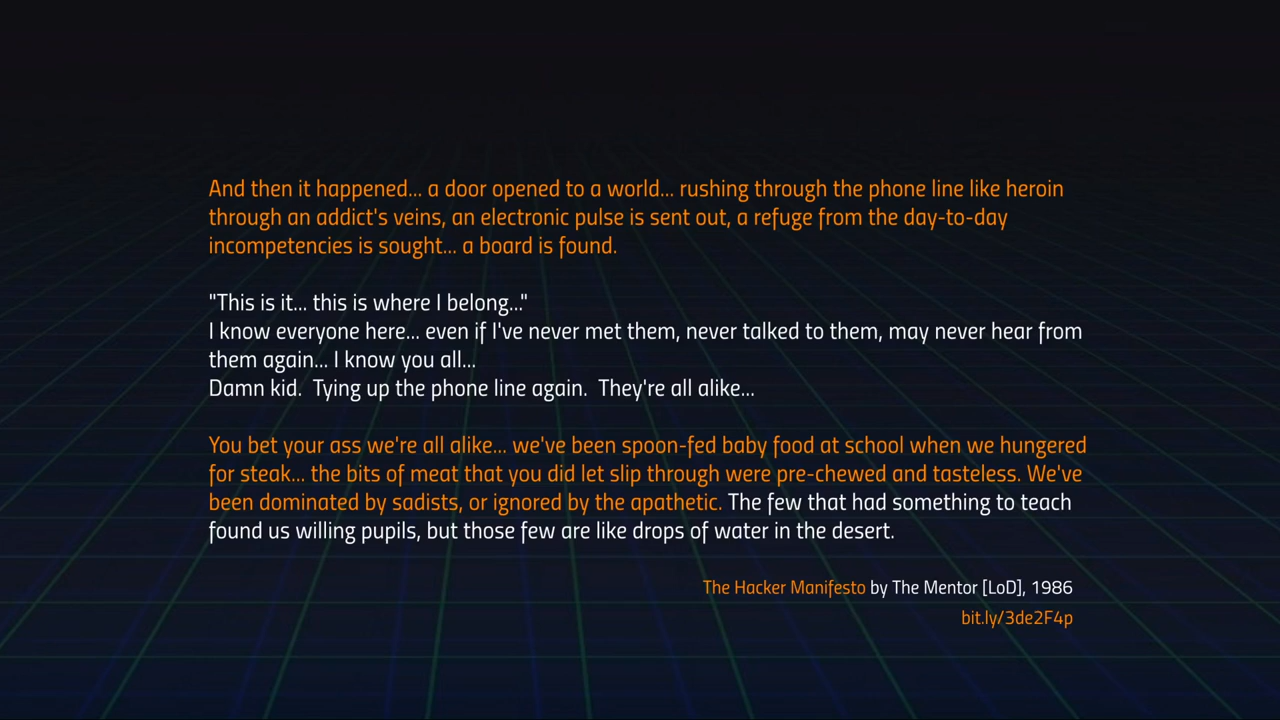 And then it happened... a door opened to a world... rushing through the phone line like heroin
through an addict's veins, an electronic pulse is sent out, a refuge from the day-to-day
incompetencies is sought... a board is found.
"This is it... this is where I belong..."
I know everyone here... even if I've never met them, never talked to them, may never hear from
them again... I know you all...
Damn kid.  Tying up the phone line again.  They're all alike...
You bet your ass we're all alike... we've been spoon-fed baby food at school when we hungered
for steak... the bits of meat that you did let slip through were pre-chewed and tasteless. We've
been dominated by sadists, or ignored by the apathetic. The few that had something to teach
found us willing pupils, but those few are like drops of water in the desert.
The Hacker Manifesto by The Mentor [LoD], 1986
bit.ly/3de2F4p